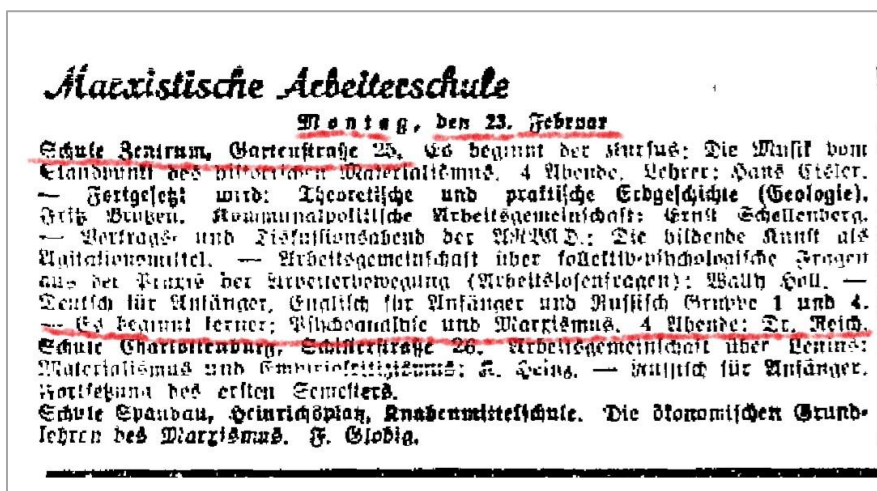 Marxistische Arbeiterschule
Montag, den 23. Februar
Schule Zentrum, Gartenstraße 25. Es beginnt der Kursus: Die Musik vom
Standpunkt des historischen Materialismus. 4 Abende. Lehrer: Hans Eisler.
— Fortgesetzt wird: Theoretische und praktische Erdgeschichte (Geologie).
Fritz Brotzen. Kommunalpolitische Arbeitsgemeinschaft: Ernst Schellenberg.
— Vortrags- und Diskussionsabend der Die bildende Kunst als
Agitationsmittel. — Arbeitsgemeinschaft über kollektiv-psychologische Fragen
aus der Praxis der Arbeiterbewegung (Arbeitslosenfragen): Wally Holl. —
Deutsch für Anfänger, Englisch für Anfänger und Russisch Gruppe 1 und 4.
— Es beginnt ferner: Psychoanalyse und Marxismus. 4 Abende: Dr. Reich.
Schule Charlottenburg, Schillerstraße 26. Arbeitsgemeinschaft über Lenins:
Materialismus und Empiriokritizismus: K. Heinz. — Russisch für Anfänger.
Fortsetzung des ersten Semesters.
Schule Spandau, Heinrichsplatz, Knabenmittelschule. Die ökonomischen Grund-
lehren des Marxismus. F. Globig.